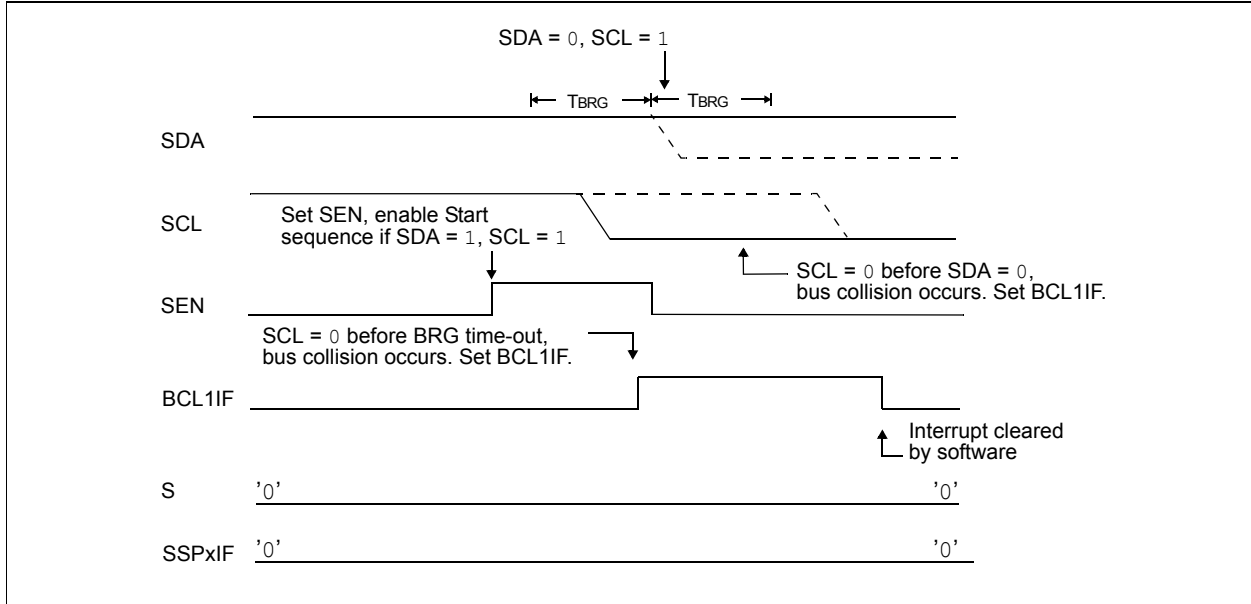 SDA = 0, SCL = 1
TBRG TBRG
SDA
SCL
Set SEN, enable Start
sequence if SDA = 1, SCL = 1
SCL = 0 before SDA = 0,
bus collision occurs. Set BCL1IF.
SEN
SCL = 0 before BRG time-out,
bus collision occurs. Set BCL1IF.
BCL1IF
Interrupt cleared
by software
S '0' '0'
SSPxIF '0' '0'